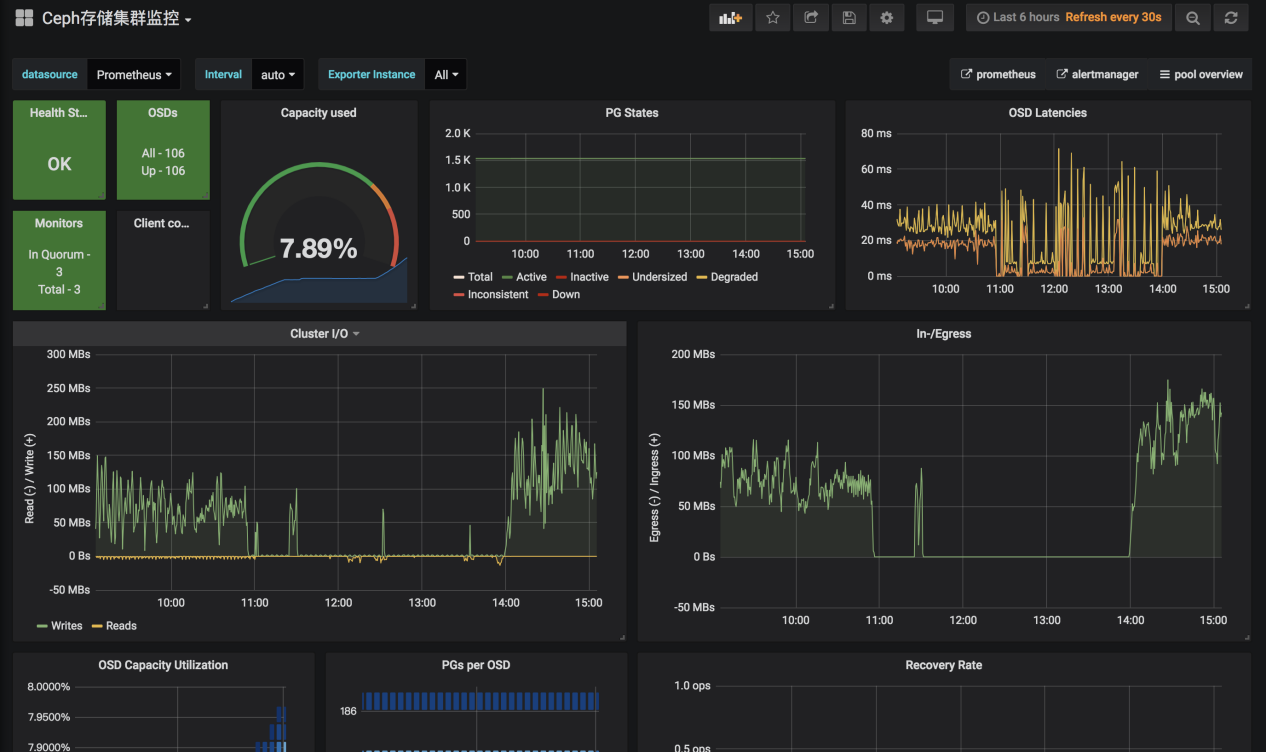 Ceph存储集群监控
Last 6 hours Refresh every 30s
datasource Prometheus Interval auto Exporter Instance All
prometheus alertmanager pool overview
Health St...
OK
OSDs
All - 106
Up - 106
Monitors
In Quorum -
3
Total - 3
Client co...
Capacity used
7.89%
PG States
2.0 K
1.5 K
1.0 K
500
0
10:00 11:00 12:00 13:00 14:00 15:00
Total Active Inactive Undersized Degraded
Inconsistent Down
OSD Latencies
80 ms
60 ms
40 ms
20 ms
0 ms
10:00 11:00 12:00 13:00 14:00 15:00
Cluster I/O
Read (-) / Write (+)
300 MBs
250 MBs
200 MBs
150 MBs
100 MBs
50 MBs
0 Bs
-50 MBs
10:00 11:00 12:00 13:00 14:00 15:00
Writes Reads
In-/Egress
Egress (-) / Ingress (+)
200 MBs
150 MBs
100 MBs
50 MBs
0 Bs
-50 MBs
10:00 11:00 12:00 13:00 14:00 15:00
OSD Capacity Utilization
8.0000%
7.9500%
7.9000%
PGs per OSD
186
Recovery Rate
1.0 ops
0.5 ops